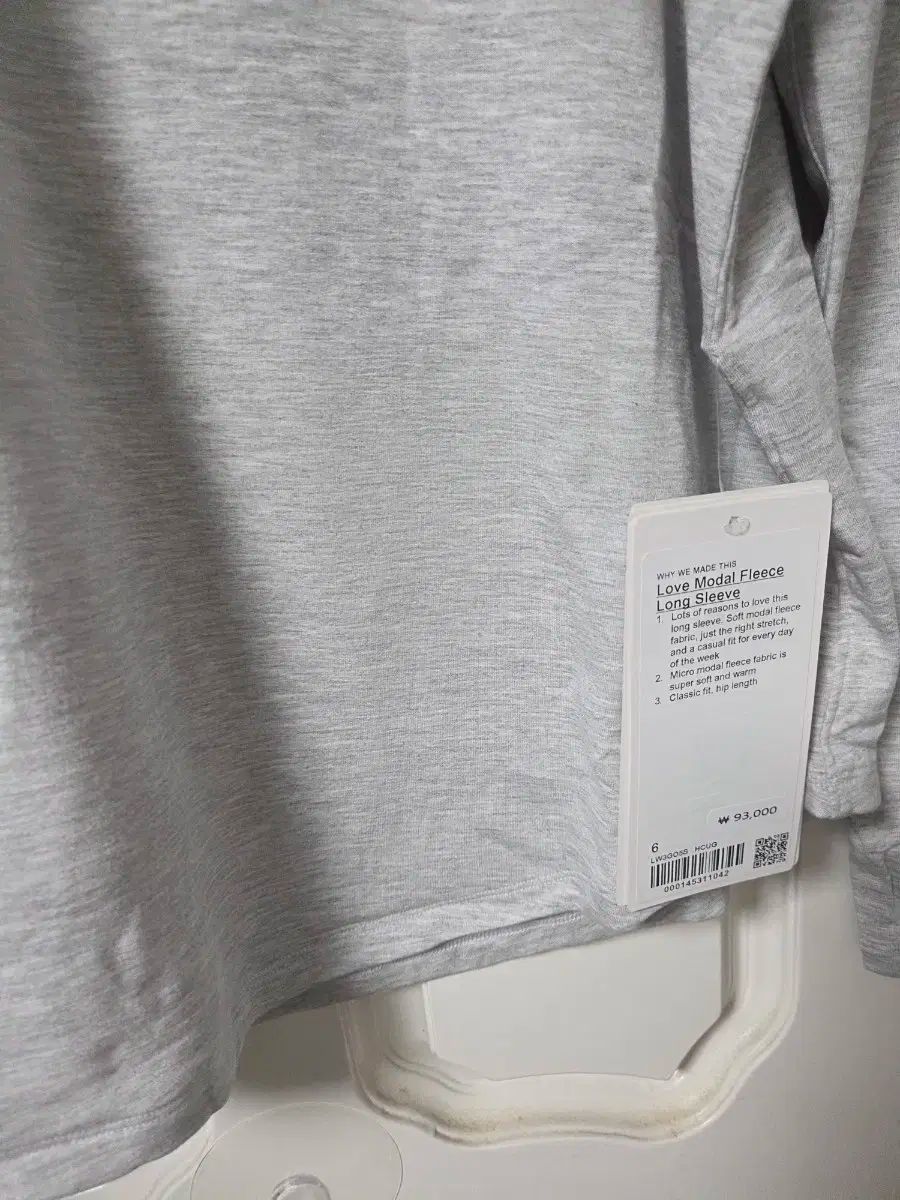 WHY WE MADE THIS
Love Modal Fleece
Long Sleeve
1. Lots of reasons to love this
long sleeve. Soft modal fleece
fabric, just the right stretch,
and a casual fit for every day
of the week
2. Micro modal fleece fabric is
super soft and warm
3. Classic fit, hip length
₩ 93,000
6
LW3GO5S HCUG
000145311042